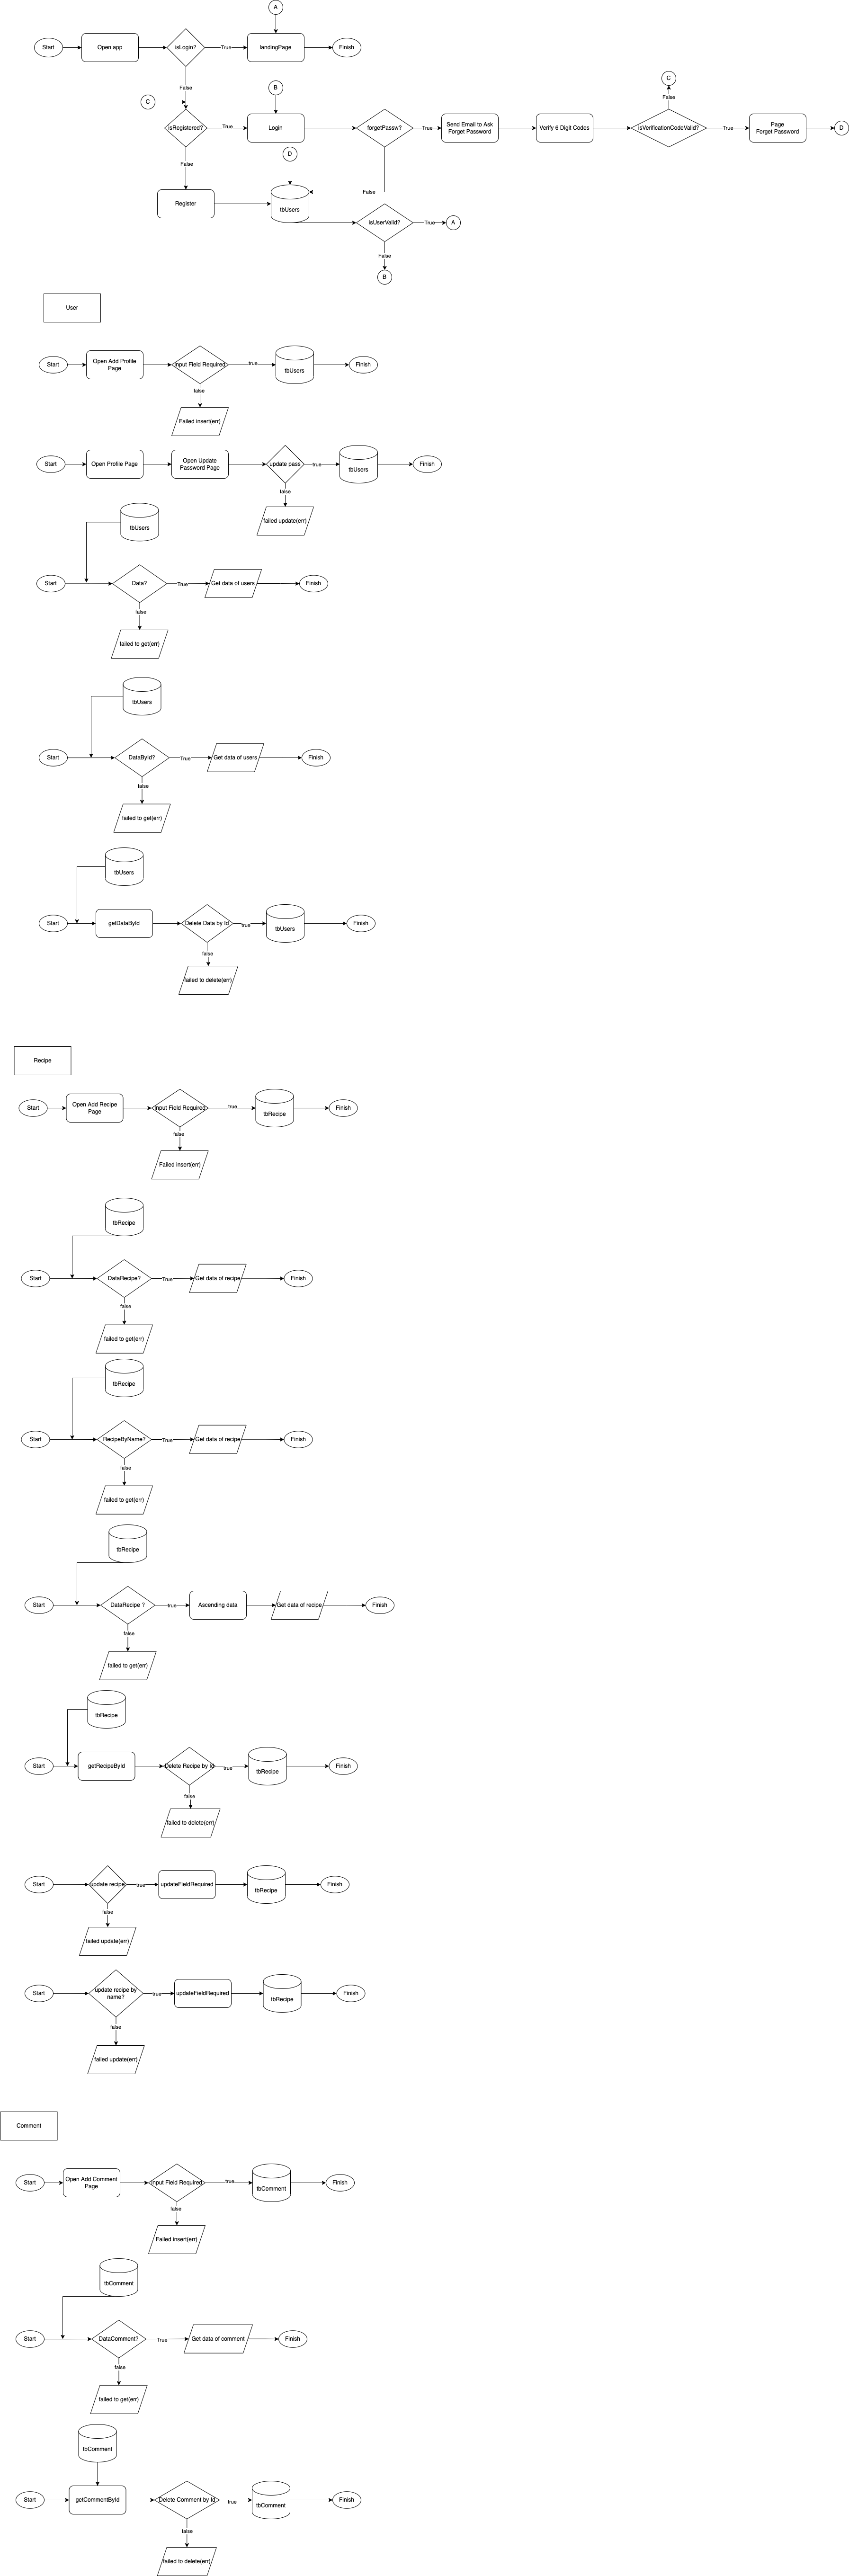 A
Start
Open app
isLogin?
True
landingPage
Finish
False
C
B
C
False
isRegistered?
True
Login
forgetPassw?
True
Send Email to Ask
Forget Password
Verify 6 Digit Codes
isVerificationCodeValid?
True
Page
Forget Password
D
D
False
False
Register
tbUsers
isUserValid?
True
A
False
B
User
Start
Open Add Profile
Page
Input Field Required
true
tbUsers
Finish
false
Failed insert(err)
Start
Open Profile Page
Open Update
Password Page
update pass
true
tbUsers
Finish
false
failed update(err)
tbUsers
Start
Data?
True
Get data of users
Finish
false
failed to get(err)
tbUsers
Start
DataById?
True
Get data of users
Finish
false
failed to get(err)
tbUsers
Start
getDataById
Delete Data by Id
true
tbUsers
Finish
false
failed to delete(err)
Recipe
Start
Open Add Recipe
Page
Input Field Required
true
tbRecipe
Finish
false
Failed insert(err)
tbRecipe
Start
DataRecipe?
True
Get data of recipe
Finish
false
failed to get(err)
tbRecipe
Start
RecipeByName?
True
Get data of recipe
Finish
false
failed to get(err)
tbRecipe
Start
DataRecipe ?
true
Ascending data
Get data of recipe
Finish
false
failed to get(err)
tbRecipe
Start
getRecipeById
Delete Recipe by Id
true
tbRecipe
Finish
false
failed to delete(err)
Start
update recipe
true
updateFieldRequired
tbRecipe
Finish
false
failed update(err)
Start
update recipe by
name?
true
updateFieldRequired
tbRecipe
Finish
false
failed update(err)
Comment
Start
Open Add Comment
Page
Input Field Required
true
tbComment
Finish
false
Failed insert(err)
tbComment
Start
DataComment?
True
Get data of comment
Finish
false
failed to get(err)
tbComment
Start
getCommentById
Delete Comment by Id
true
tbComment
Finish
false
failed to delete(err)